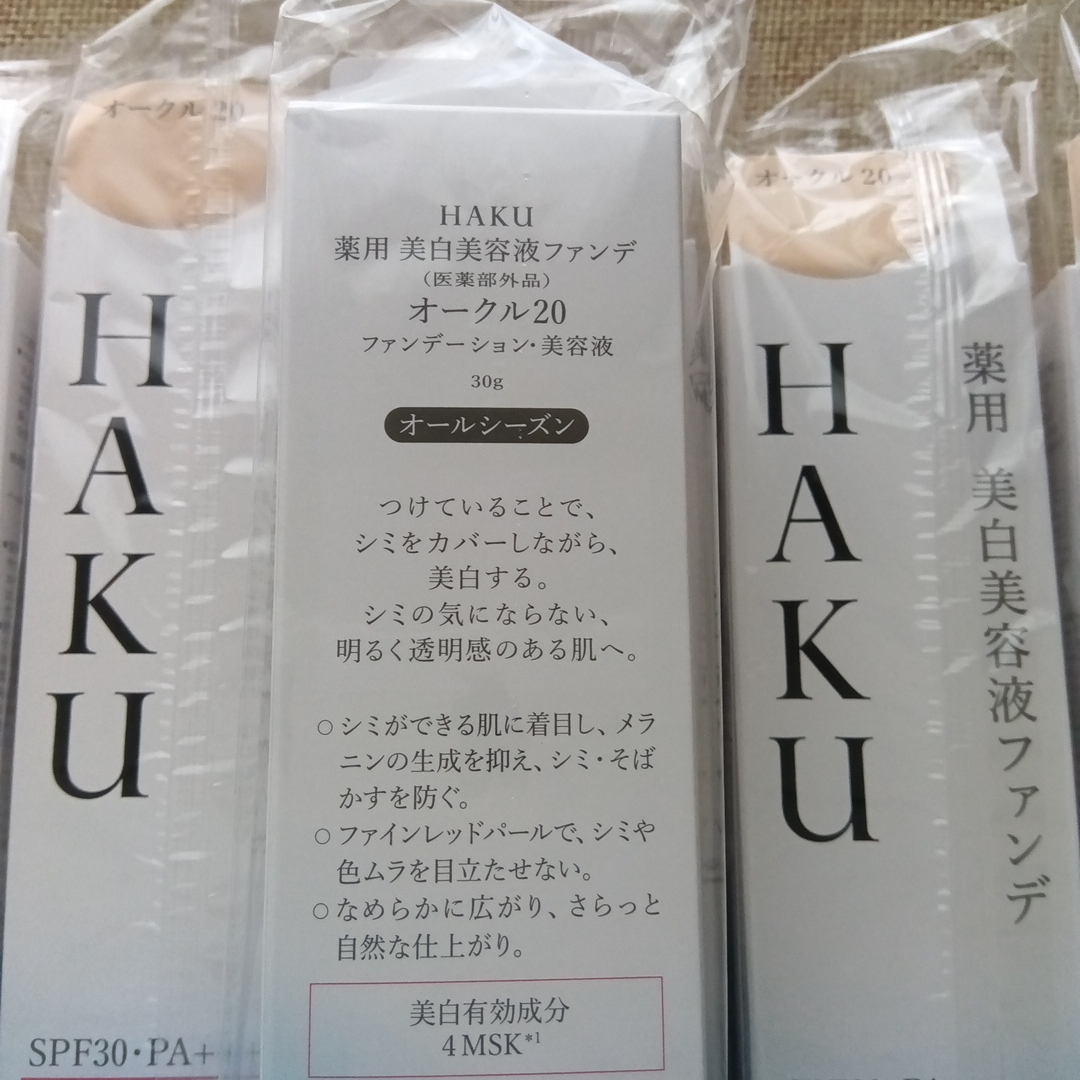 オークル 20
HAKU
SPF30・PA+
HAKU
薬用 美白美容液ファンデ
（医薬部外品）
オークル20
ファンデーション・美容液
30g
オールシーズン
つけていることで、
シミをカバーしながら、
美白する。
シミの気にならない、
明るく透明感のある肌へ。
○シミができる肌に着目し、メラ
ニンの生成を抑え、シミ・そば
かすを防ぐ。
○ファインレッドパールで、シミや
色ムラを目立たせない。
○なめらかに広がり、さらっと
自然な仕上がり。
美白有効成分
4MSK*1
オークル 20
HAKU
薬用 美白美容液ファンデ